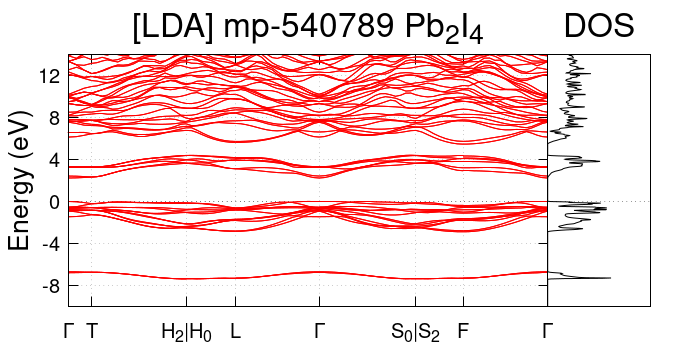 [LDA] mp-540789 Pb₂I₄ DOS
Energy (eV)
12
8
4
0
-4
-8
Γ T H₂|H₀ L Γ S₀|S₂ F Γ